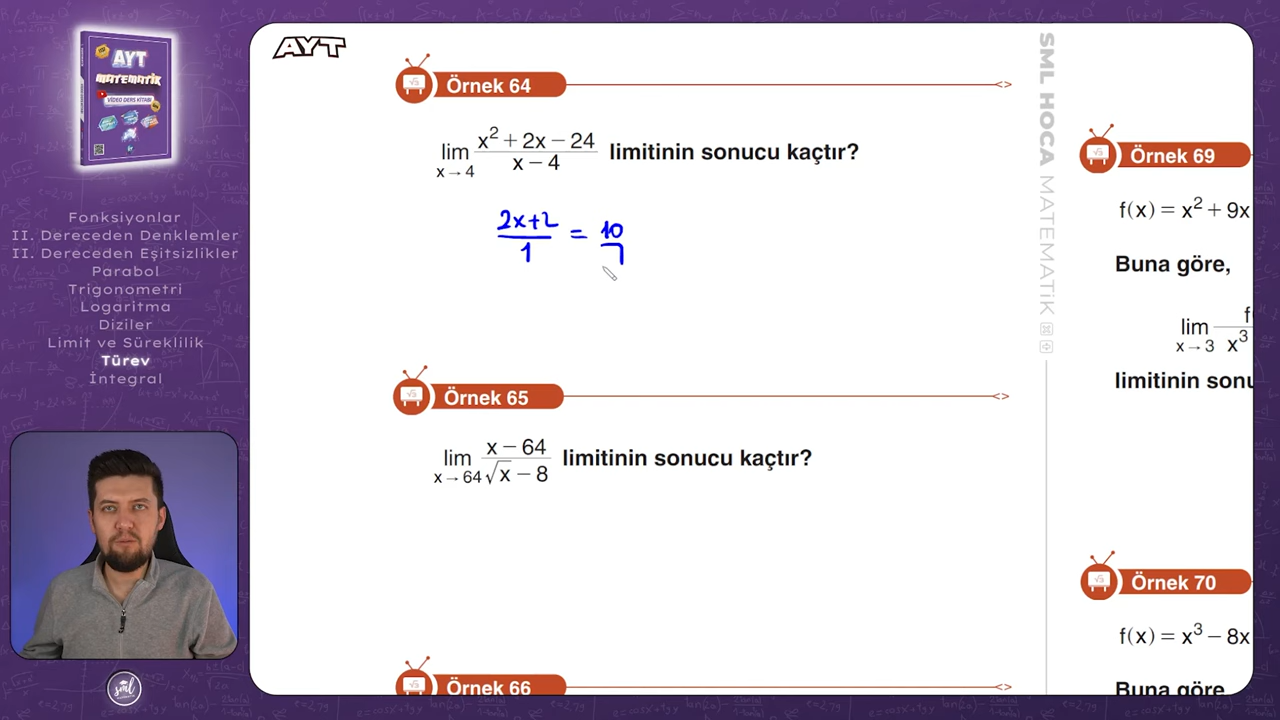 AYT
MATEMATİK
VİDEO DERS KİTABI
Fonksiyonlar
II. Dereceden Denklemler
II. Dereceden Eşitsizlikler
Parabol
Trigonometri
Logaritma
Diziler
Limit ve Süreklilik
Türev
İntegral
sml
AYT
Örnek 64
lim x→4 (x² + 2x − 24)/(x − 4) limitinin sonucu kaçtır?
(2x+2)/1 = 10
Örnek 65
lim x→64 (x − 64)/(√x − 8) limitinin sonucu kaçtır?
Örnek 66
SML HOCA MATEMATİK
Örnek 69
f(x) = x² + 9x
Buna göre,
lim x→3 f/x³
limitinin sonu
Örnek 70
f(x) = x³ − 8x
Buna göre